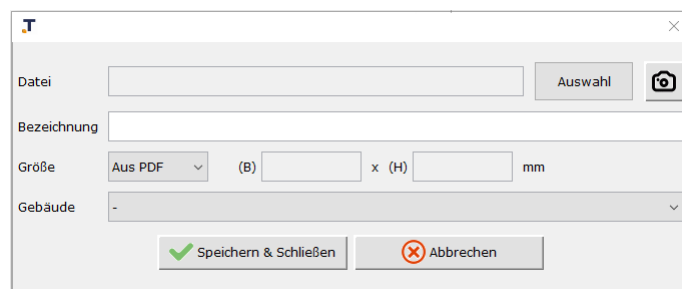 .T
Datei Auswahl
Bezeichnung
Größe Aus PDF (B) x (H) mm
Gebäude -
Speichern & Schließen Abbrechen